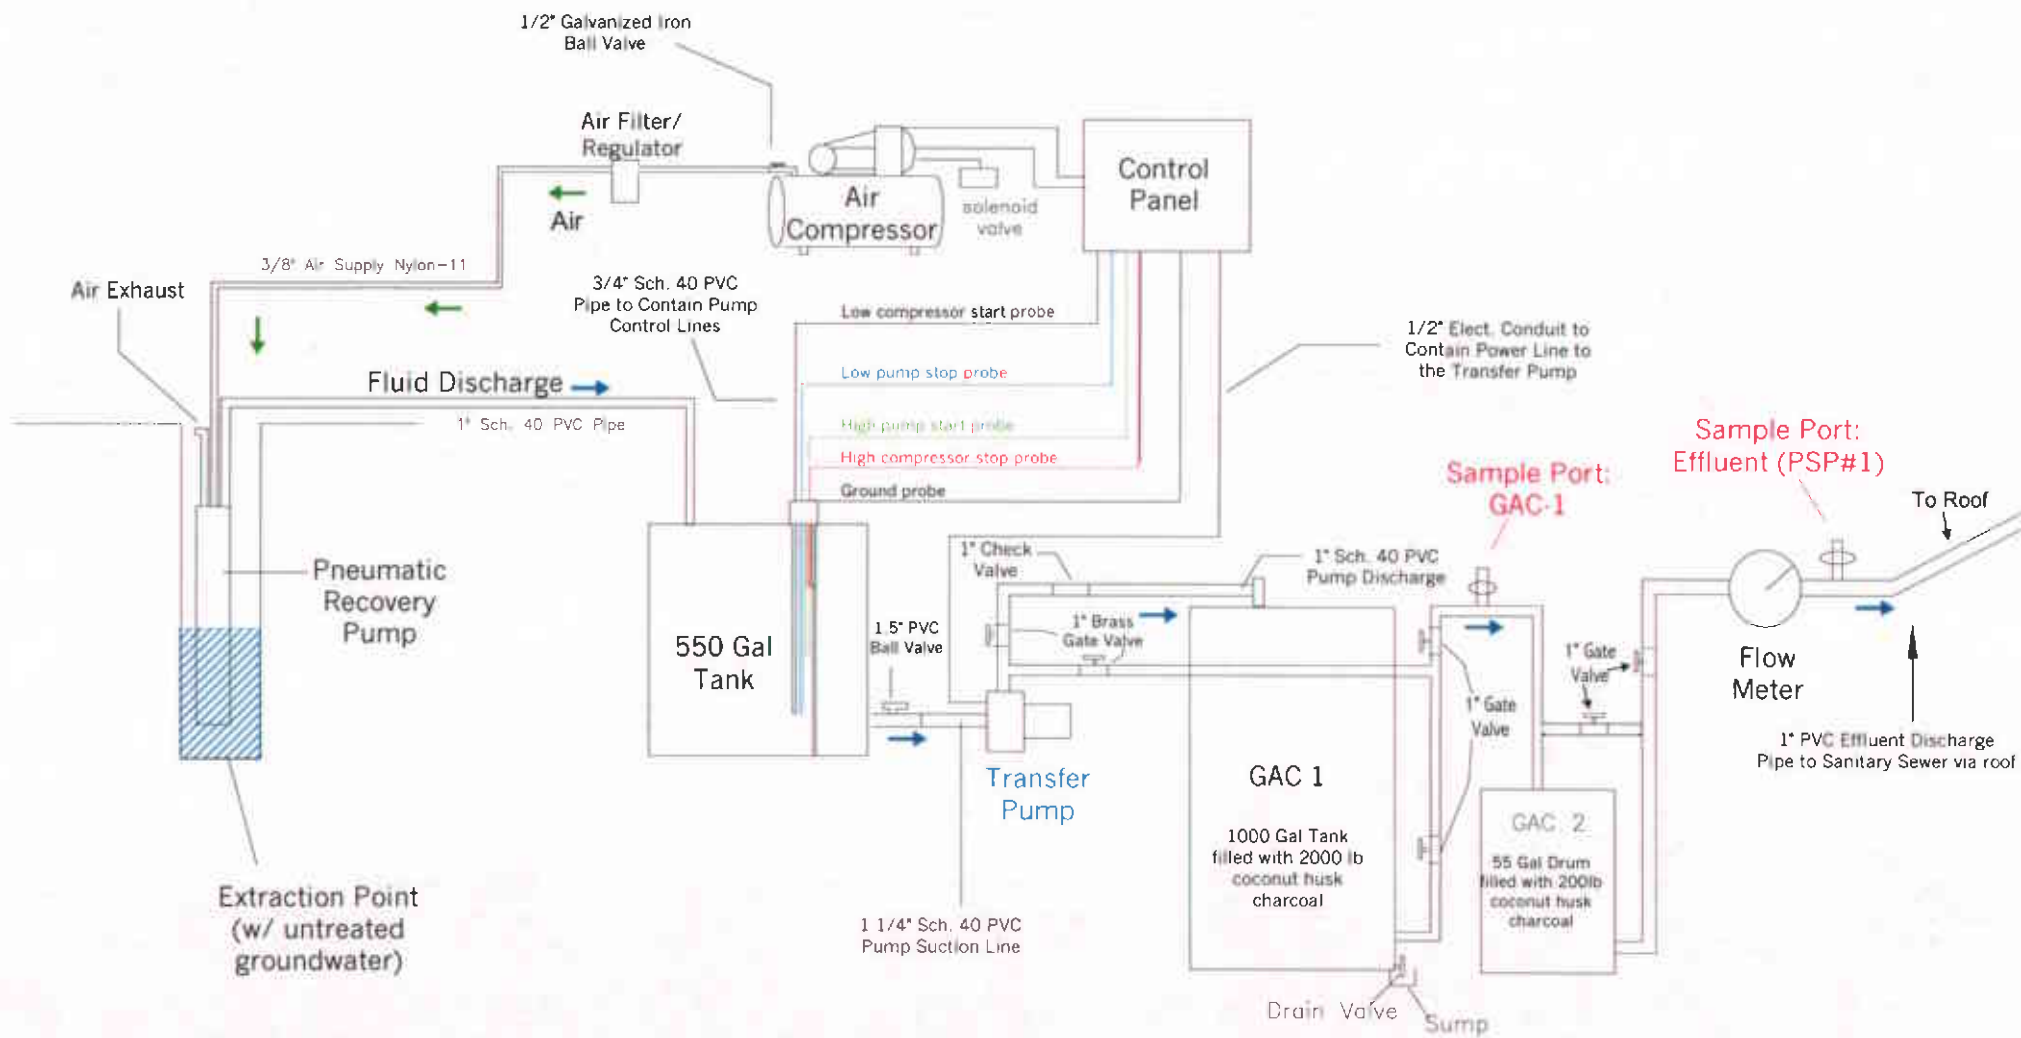 1/2" Galvanized Iron
Ball Valve
Air Filter/
Regulator
Air
Air
Compressor
solenoid
valve
Control
Panel
3/8" Air Supply Nylon-11
Air Exhaust
3/4" Sch. 40 PVC
Pipe to Contain Pump
Control Lines
Low compressor start probe
Low pump stop probe
High pump start probe
High compressor stop probe
Ground probe
1/2" Elect. Conduit to
Contain Power Line to
the Transfer Pump
Fluid Discharge
1" Sch. 40 PVC Pipe
Sample Port:
Effluent (PSP#1)
Sample Port:
GAC-1
To Roof
Pneumatic
Recovery
Pump
550 Gal
Tank
1.5" PVC
Ball Valve
1" Check
Valve
1" Brass
Gate Valve
1" Sch. 40 PVC
Pump Discharge
1" Gate
Valve
1" Gate
Valve
Flow
Meter
1" PVC Effluent Discharge
Pipe to Sanitary Sewer via roof
Transfer
Pump
GAC 1
1000 Gal Tank
filled with 2000 lb
coconut husk
charcoal
GAC 2
55 Gal Drum
filled with 200lb
coconut husk
charcoal
Extraction Point
(w/ untreated
groundwater)
1 1/4" Sch. 40 PVC
Pump Suction Line
Drain Valve
Sump